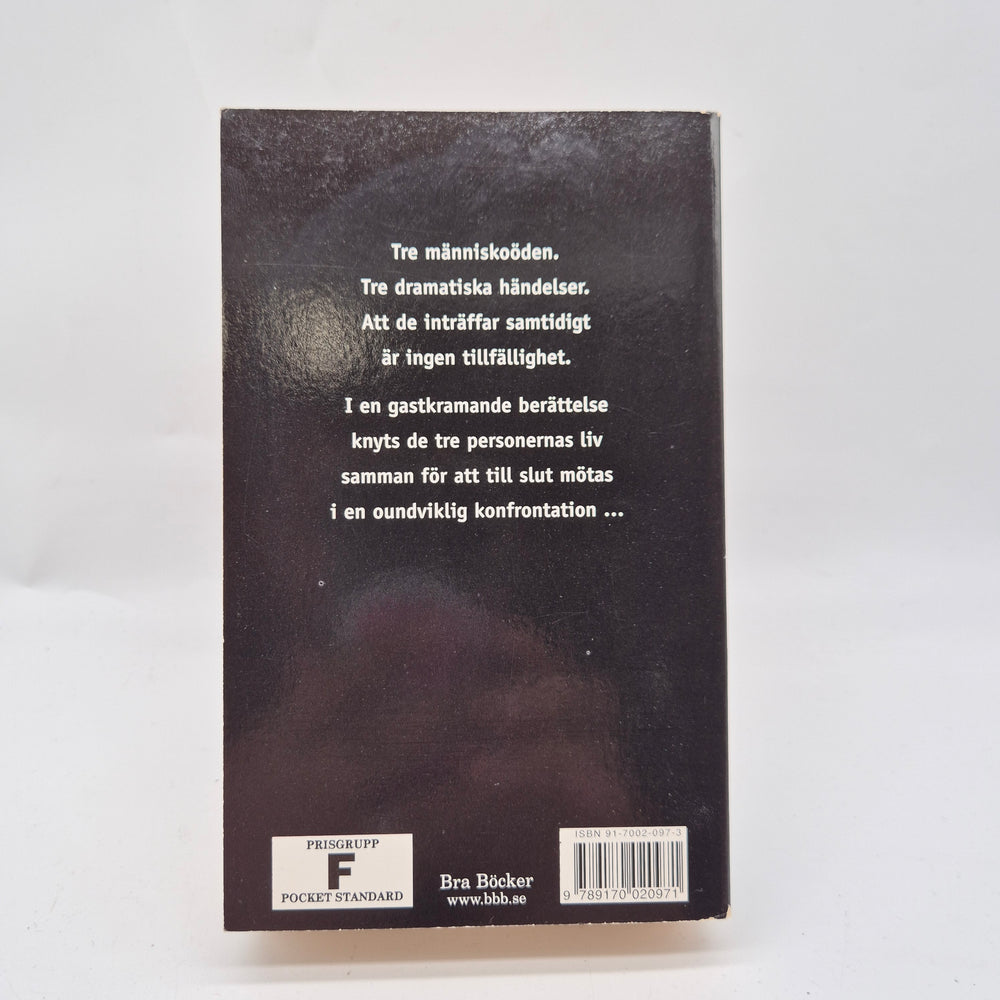 Tre människoöden.
Tre dramatiska händelser.
Att de inträffar samtidigt
är ingen tillfällighet.
I en gastkramande berättelse
knyts de tre personernas liv
samman för att till slut mötas
i en oundviklig konfrontation ...
PRISGRUPP
F
POCKET STANDARD
Bra Böcker
www.bbb.se
ISBN 91-7002-097-3
9 789170 020971